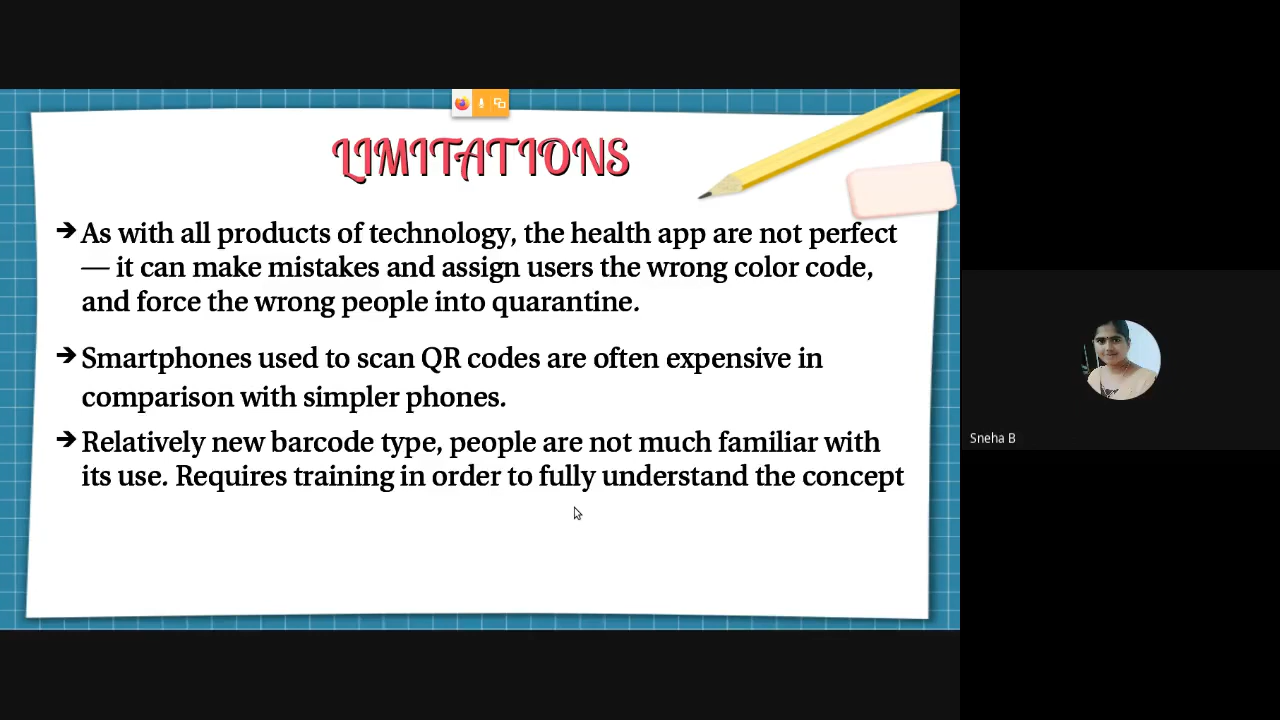 LIMITATIONS
➔ As with all products of technology, the health app are not perfect
— it can make mistakes and assign users the wrong color code,
and force the wrong people into quarantine.
➔ Smartphones used to scan QR codes are often expensive in
comparison with simpler phones.
➔ Relatively new barcode type, people are not much familiar with
its use. Requires training in order to fully understand the concept
Sneha B